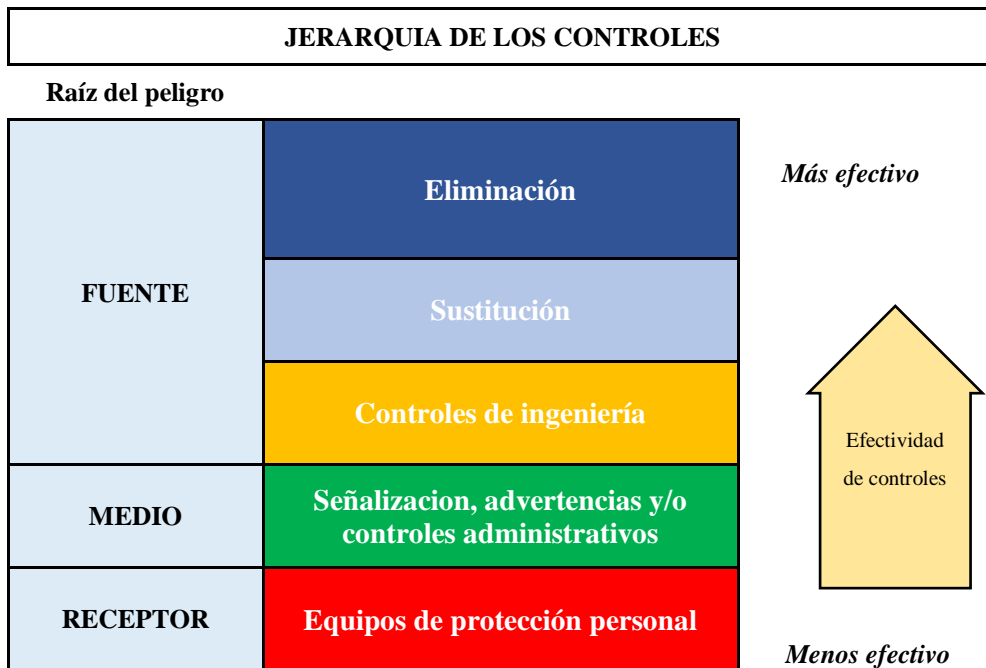 JERARQUIA DE LOS CONTROLES
Raíz del peligro
FUENTE
Eliminación
Más efectivo
Sustitución
Controles de ingeniería
Efectividad
de controles
MEDIO
Señalizacion, advertencias y/o
controles administrativos
RECEPTOR
Equipos de protección personal
Menos efectivo